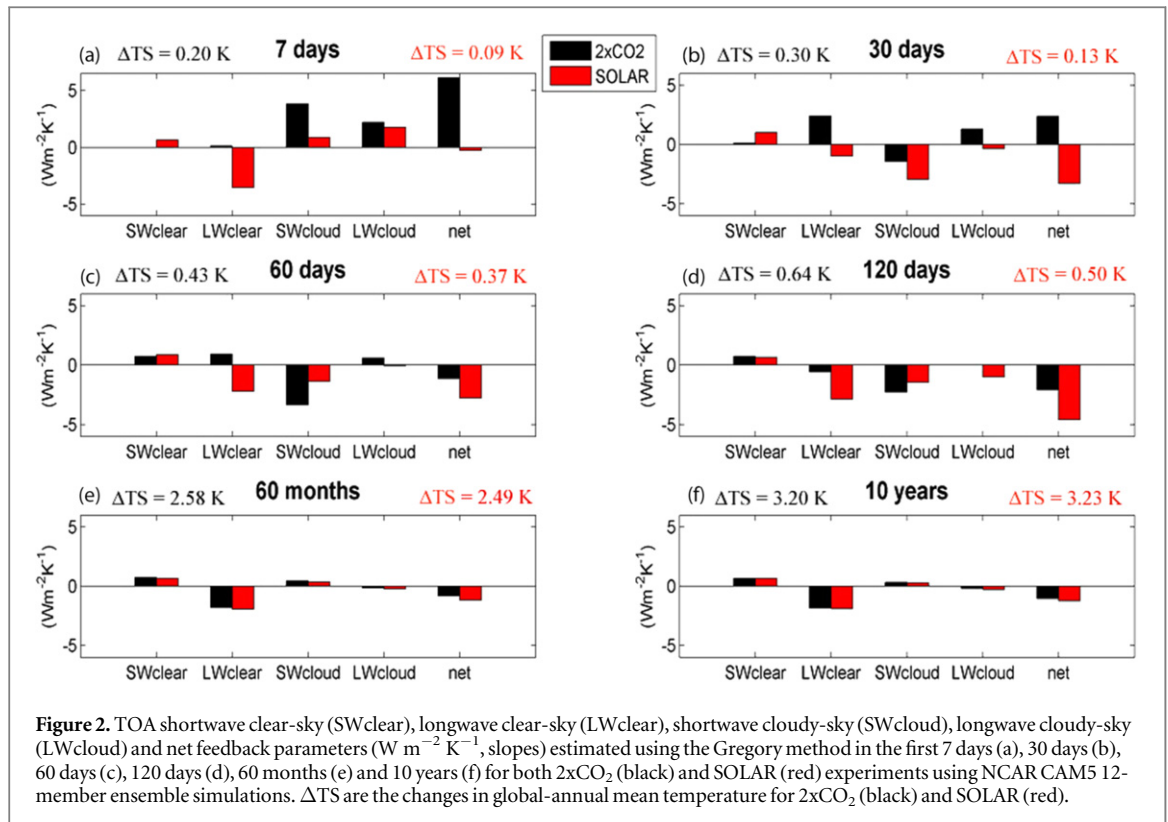 (a) ΔTS = 0.20 K 7 days ΔTS = 0.09 K
2xCO2
SOLAR
(b) ΔTS = 0.30 K 30 days ΔTS = 0.13 K
(Wm⁻²K⁻¹)
5
0
-5
SWclear LWclear SWcloud LWcloud net
(Wm⁻²K⁻¹)
5
0
-5
SWclear LWclear SWcloud LWcloud net
(c) ΔTS = 0.43 K 60 days ΔTS = 0.37 K
(Wm⁻²K⁻¹)
5
0
-5
SWclear LWclear SWcloud LWcloud net
(d) ΔTS = 0.64 K 120 days ΔTS = 0.50 K
(Wm⁻²K⁻¹)
5
0
-5
SWclear LWclear SWcloud LWcloud net
(e) ΔTS = 2.58 K 60 months ΔTS = 2.49 K
(Wm⁻²K⁻¹)
5
0
-5
SWclear LWclear SWcloud LWcloud net
(f) ΔTS = 3.20 K 10 years ΔTS = 3.23 K
(Wm⁻²K⁻¹)
5
0
-5
SWclear LWclear SWcloud LWcloud net
Figure 2. TOA shortwave clear-sky (SWclear), longwave clear-sky (LWclear), shortwave cloudy-sky (SWcloud), longwave cloudy-sky
(LWcloud) and net feedback parameters (W m⁻² K⁻¹, slopes) estimated using the Gregory method in the first 7 days (a), 30 days (b),
60 days (c), 120 days (d), 60 months (e) and 10 years (f) for both 2xCO₂ (black) and SOLAR (red) experiments using NCAR CAM5 12-
member ensemble simulations. ΔTS are the changes in global-annual mean temperature for 2xCO₂ (black) and SOLAR (red).